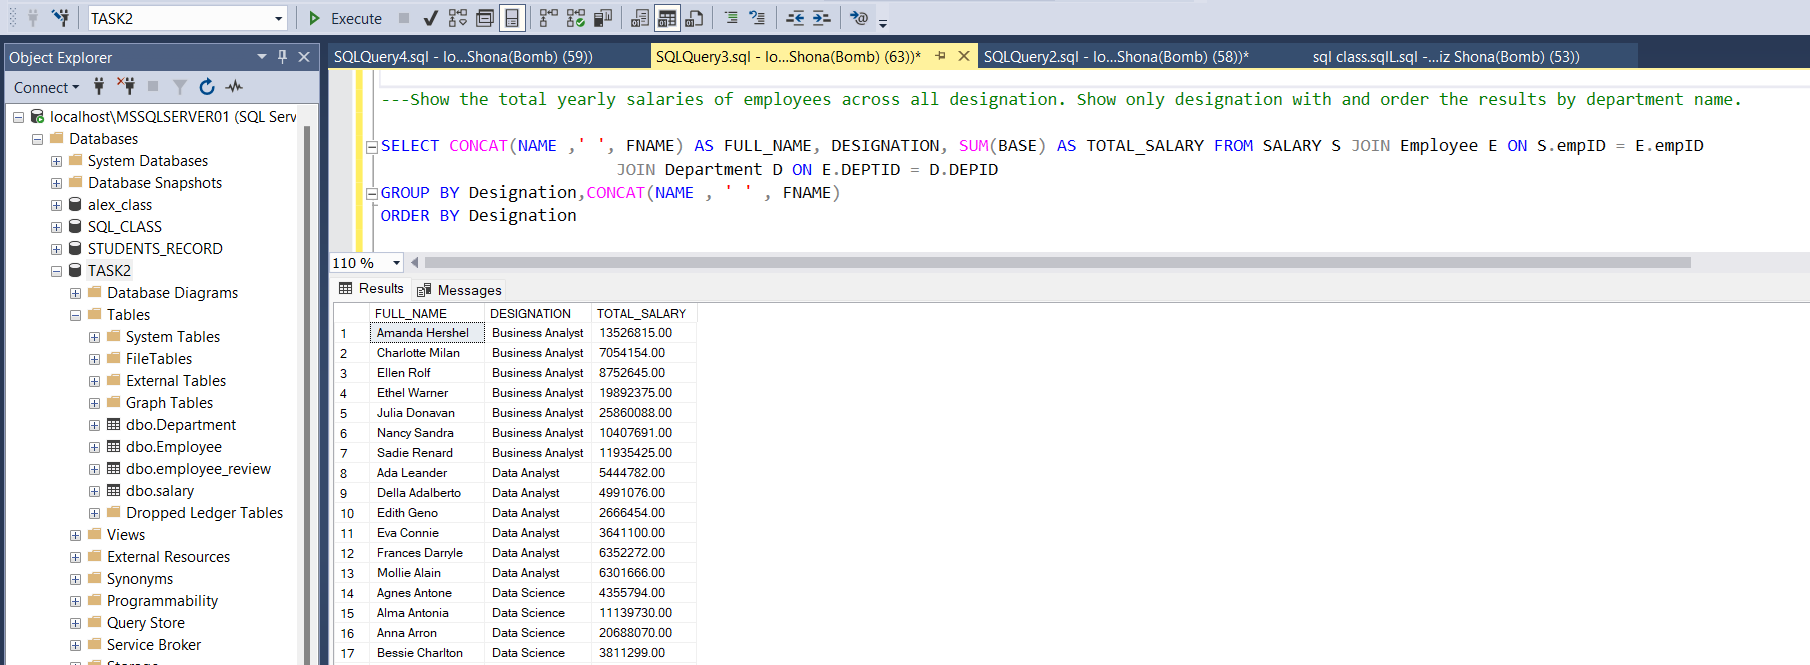 TASK2
Execute
Object Explorer
SQLQuery4.sql - lo...Shona(Bomb) (59))
SQLQuery3.sql - lo...Shona(Bomb) (63))*
SQLQuery2.sql - lo...Shona(Bomb) (58))*
sql class.sqlL.sql -...iz Shona(Bomb) (53))
Connect
localhost\MSSQLSERVER01 (SQL Serv
Databases
System Databases
Database Snapshots
alex_class
SQL_CLASS
STUDENTS_RECORD
TASK2
Database Diagrams
Tables
System Tables
FileTables
External Tables
Graph Tables
dbo.Department
dbo.Employee
dbo.employee_review
dbo.salary
Dropped Ledger Tables
Views
External Resources
Synonyms
Programmability
Query Store
Service Broker
---Show the total yearly salaries of employees across all designation. Show only designation with and order the results by department name.
SELECT CONCAT(NAME ,' ', FNAME) AS FULL_NAME, DESIGNATION, SUM(BASE) AS TOTAL_SALARY FROM SALARY S JOIN Employee E ON S.empID = E.empID
JOIN Department D ON E.DEPTID = D.DEPID
GROUP BY Designation,CONCAT(NAME , ' ' , FNAME)
ORDER BY Designation
110 %
Results
Messages
FULL_NAME DESIGNATION TOTAL_SALARY
1 Amanda Hershel Business Analyst 13526815.00
2 Charlotte Milan Business Analyst 7054154.00
3 Ellen Rolf Business Analyst 8752645.00
4 Ethel Warner Business Analyst 19892375.00
5 Julia Donavan Business Analyst 25860088.00
6 Nancy Sandra Business Analyst 10407691.00
7 Sadie Renard Business Analyst 11935425.00
8 Ada Leander Data Analyst 5444782.00
9 Della Adalberto Data Analyst 4991076.00
10 Edith Geno Data Analyst 2666454.00
11 Eva Connie Data Analyst 3641100.00
12 Frances Darryle Data Analyst 6352272.00
13 Mollie Alain Data Analyst 6301666.00
14 Agnes Antone Data Science 4355794.00
15 Alma Antonia Data Science 11139730.00
16 Anna Arron Data Science 20688070.00
17 Bessie Charlton Data Science 3811299.00